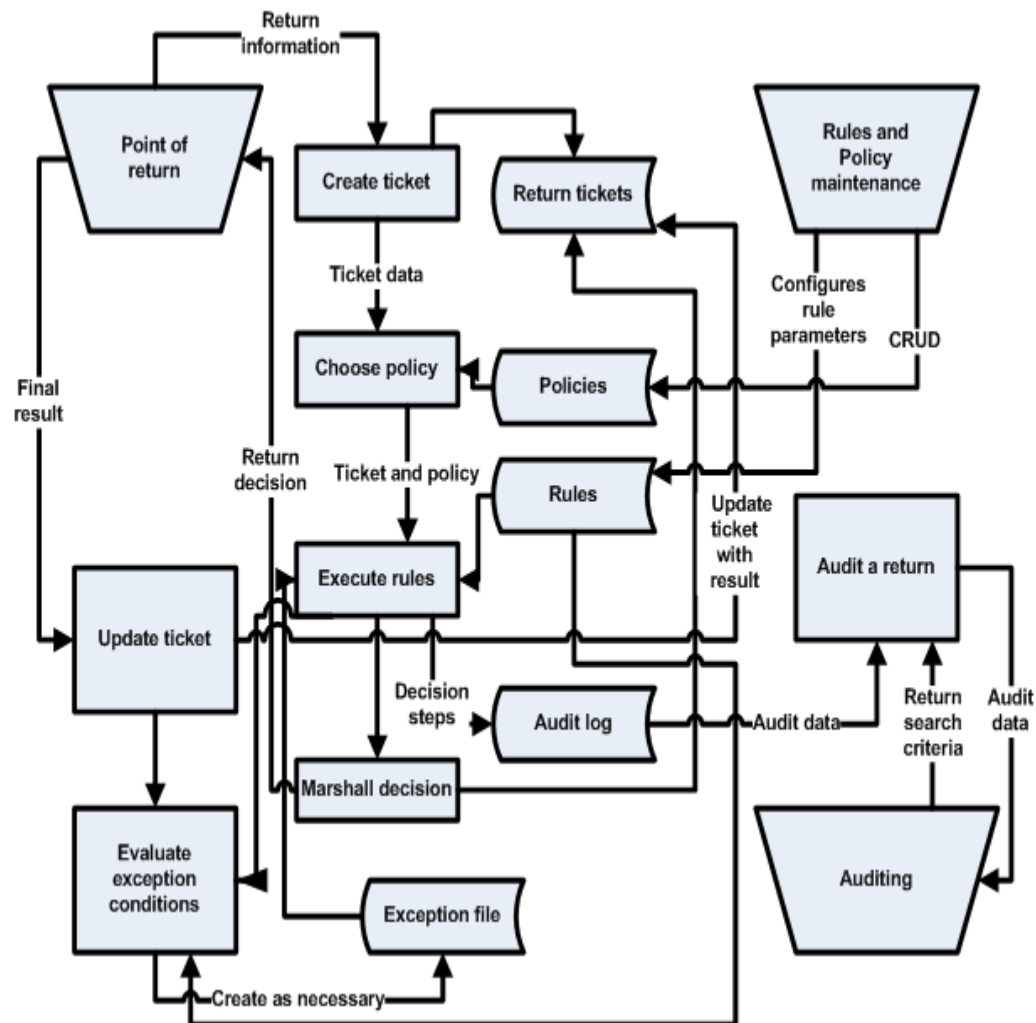 Return
information
Point of
return
Create ticket
Return tickets
Rules and
Policy
maintenance
Ticket data
Configures
rule
parameters
CRUD
Choose policy
Policies
Final
result
Return
decision
Ticket and policy
Rules
Update
ticket
with
result
Audit a return
Execute rules
Update ticket
Decision
steps
Audit log
Audit data
Return
search
criteria
Audit
data
Marshall decision
Evaluate
exception
conditions
Exception file
Auditing
Create as necessary